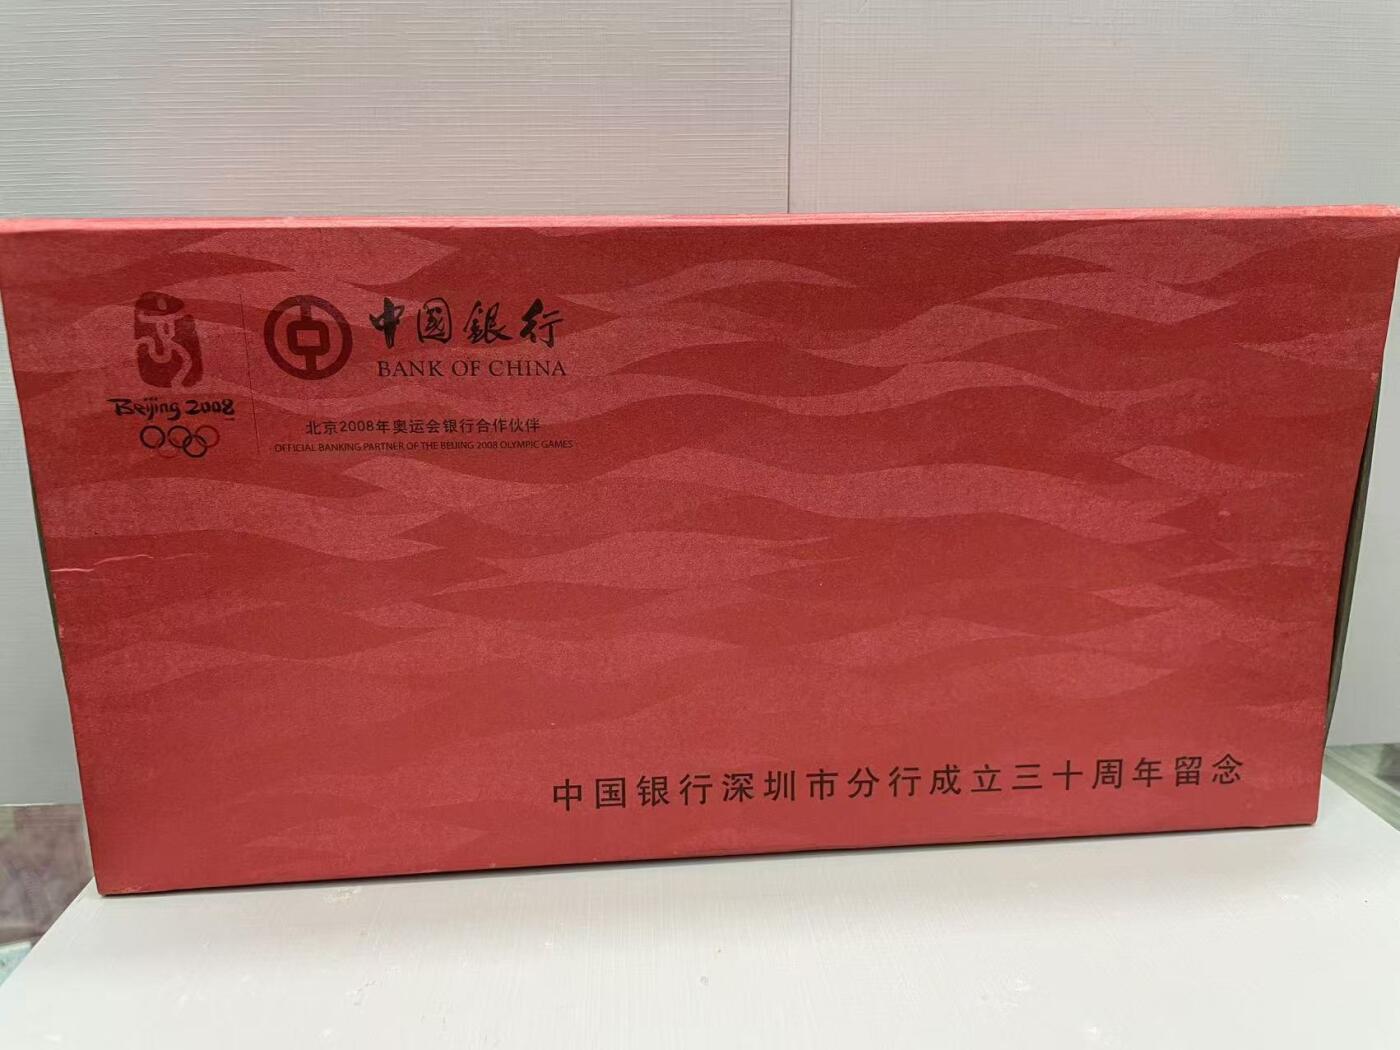 中国銀行
BANK OF CHINA
Beijing 2008
北京2008年奥运会银行合作伙伴
OFFICIAL BANKING PARTNER OF THE BEIJING 2008 OLYMPIC GAMES
中国银行深圳市分行成立三十周年留念